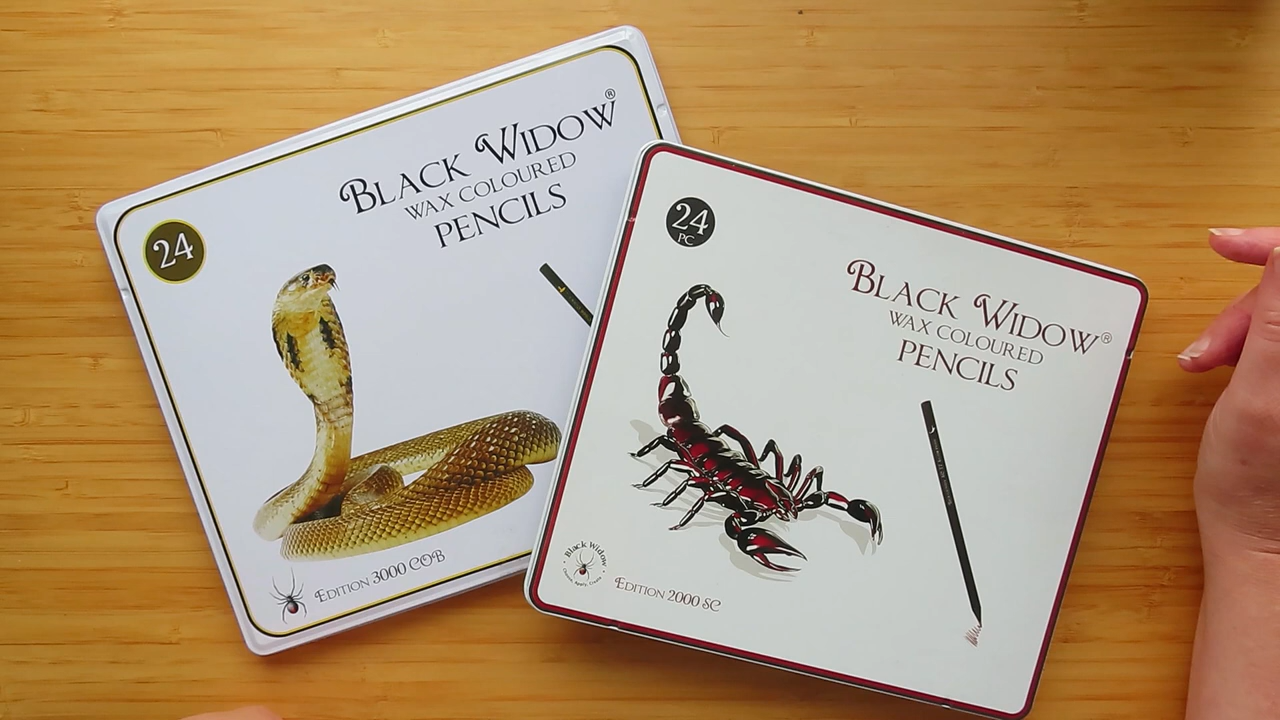 24
BLACK WIDOW®
WAX COLOURED
PENCILS
EDITION 3000 COB
24
PC
BLACK WIDOW®
WAX COLOURED
PENCILS
Black Widow
EDITION 2000 SC